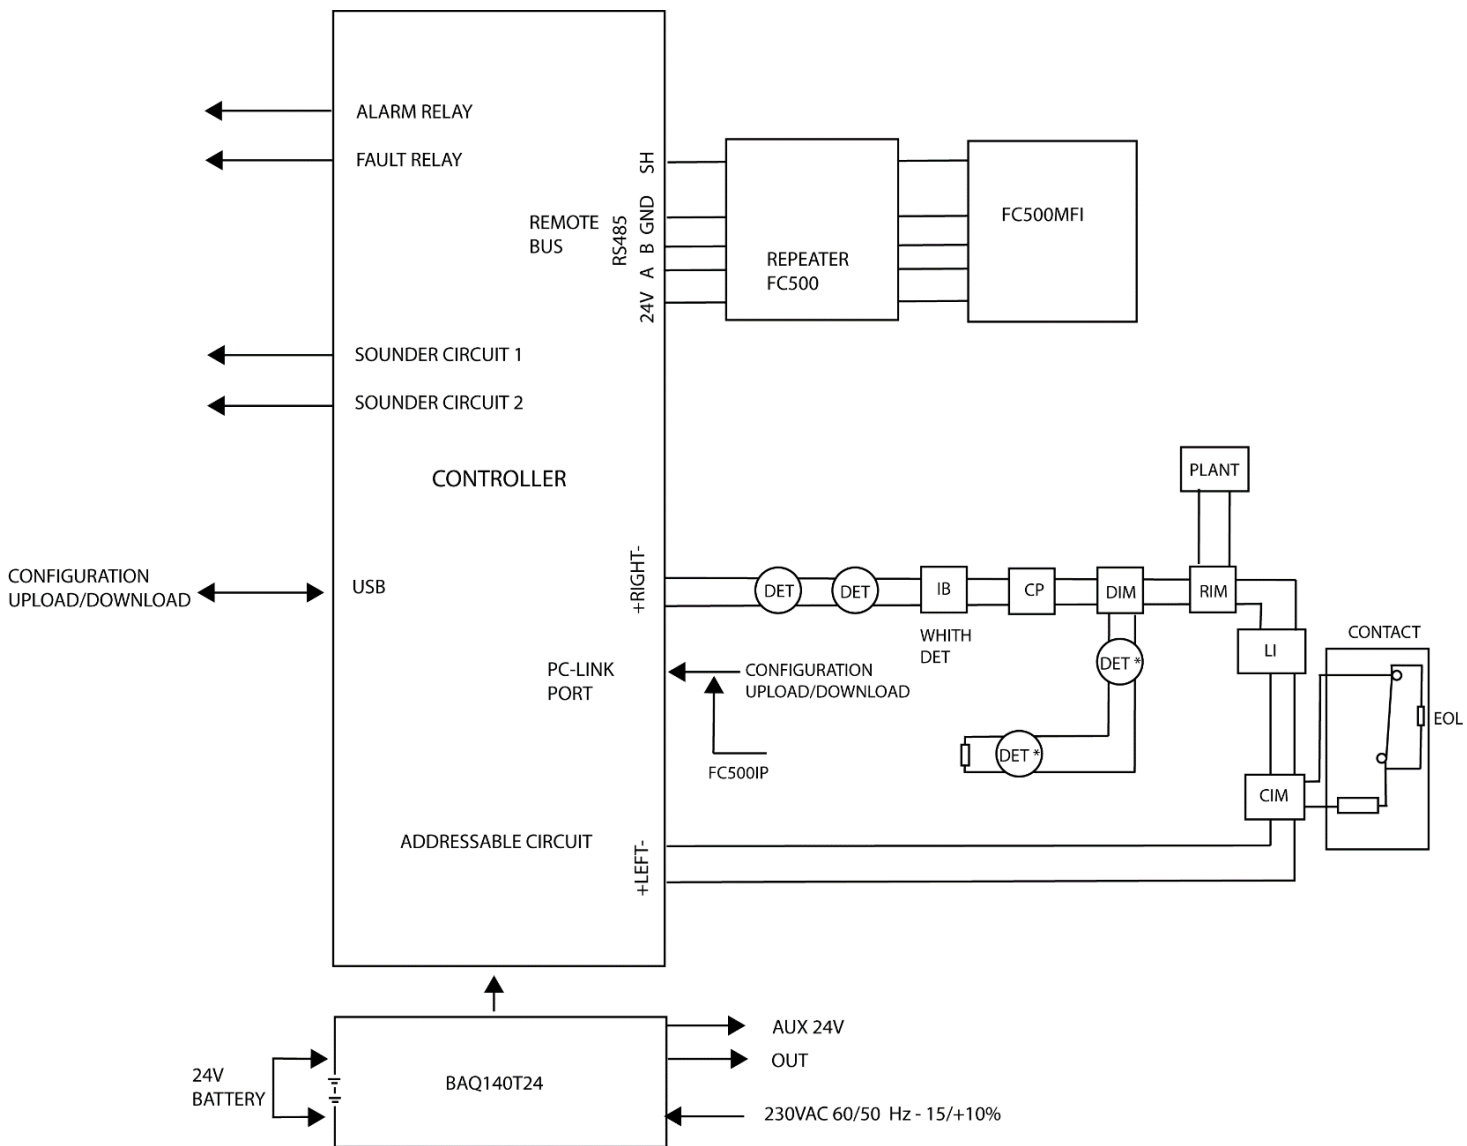 ALARM RELAY
FAULT RELAY
REMOTE
BUS
RS485
SH
GND
B
A
24V
REPEATER
FC500
FC500MFI
SOUNDER CIRCUIT 1
SOUNDER CIRCUIT 2
CONTROLLER
PLANT
CONFIGURATION
UPLOAD/DOWNLOAD
USB
+RIGHT-
DET
DET
IB
CP
DIM
RIM
WHITH
DET
LI
CONTACT
PC-LINK
PORT
CONFIGURATION
UPLOAD/DOWNLOAD
DET *
EOL
DET *
FC500IP
CIM
ADDRESSABLE CIRCUIT
+LEFT-
24V
BATTERY
BAQ140T24
AUX 24V
OUT
230VAC 60/50 Hz - 15/+10%